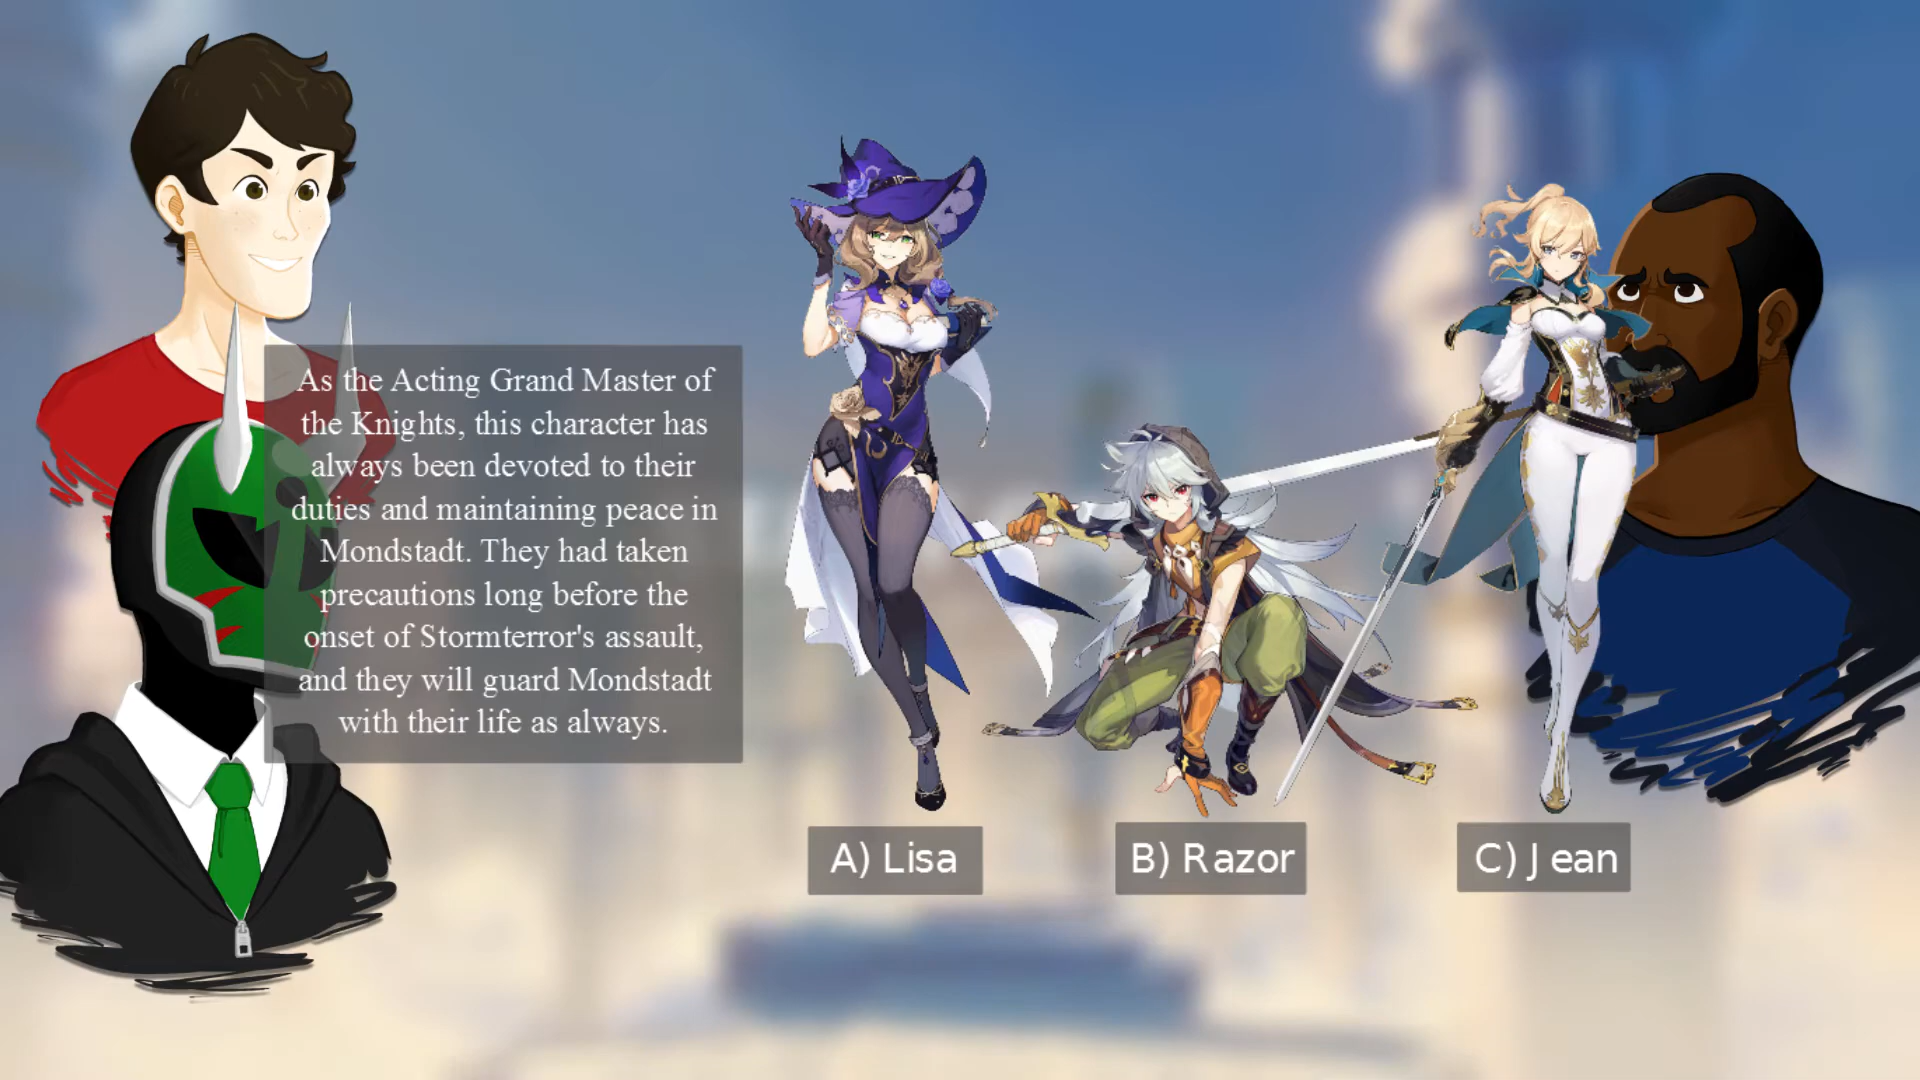 As the Acting Grand Master of
the Knights, this character has
always been devoted to their
duties and maintaining peace in
Mondstadt. They had taken
precautions long before the
onset of Stormterror's assault,
and they will guard Mondstadt
with their life as always.
A) Lisa
B) Razor
C) Jean